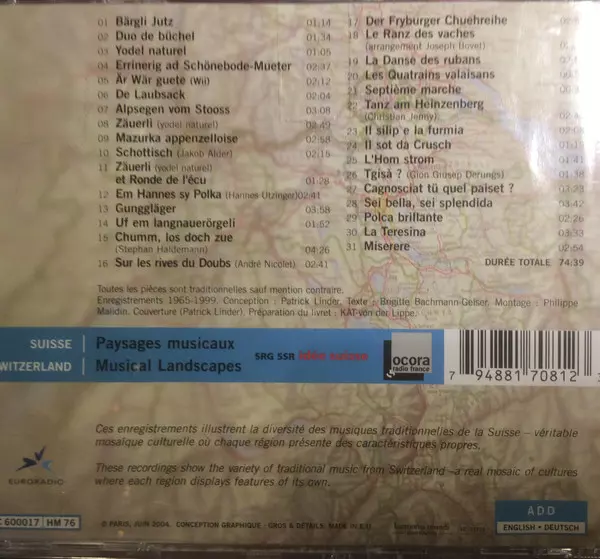 01 Bärgli Jutz 01:14
02 Duo de büchel 01:34
03 Yodel naturel 01:05
04 Errinerig ad Schönebode-Mueter 02:37
05 Är Wär guete (Wii) 02:12
06 De Laubsack 02:04
07 Alpsegen vom Stooss 03:08
08 Zäuerli (yodel naturel) 02:49
09 Mazurka appenzelloise 02:58
10 Schottisch (Jakob Alder) 02:15
11 Zäuerli (yodel naturel)
et Ronde de l'écu 01:28
12 Em Hannes sy Polka (Hannes Utzinger) 02:41
13 Gunggläger 03:58
14 Uf em langnauerörgeli 01:52
15 Chumm, los doch zue
(Stephan Haldemann) 04:26
16 Sur les rives du Doubs (André Nicolet) 02:41
17 Der Fryburger Chuehreihe
18 Le Ranz des vaches
(arrangement Joseph Bovet)
19 La Danse des rubans
20 Les Quatrains valaisans
21 Septième marche
22 Tanz am Heinzenberg
(Christian Jenny)
23 Il silip e la furmia
24 Il sot da Crusch
25 L'Hom strom 01:41
26 Tgisà ? (Gion Giusep Derungs) 01:38
27 Cagnosciat tü quel paiset ? 03:23
28 Sei bella, sei splendida 03:42
29 Polca brillante 02:26
30 La Teresina 02:33
31 Miserere 02:54
DURÉE TOTALE 74:39
Toutes les pièces sont traditionnelles sauf mention contraire.
Enregistrements 1965-1999. Conception : Patrick Linder. Texte : Brigitte Bachmann-Geiser. Montage : Philippe
Mandin. Couverture (Patrick Linder). Préparation du livret : KAT von der Lippe.
SUISSE Paysages musicaux
WITZERLAND Musical Landscapes
SRG SSR idée suisse
ocora
radio france
7 94881 70812
Ces enregistrements illustrent la diversité des musiques traditionnelles de la Suisse – véritable
mosaïque culturelle où chaque région présente des caractéristiques propres.
These recordings show the variety of traditional music from Switzerland – a real mosaic of cultures
where each region displays features of its own.
EURORADIO
C 600017 HM 76
© PARIS, JUIN 2004. CONCEPTION GRAPHIQUE : GROS & DETAILS. MADE IN E.U.
harmonia mundi
ADD
ENGLISH • DEUTSCH